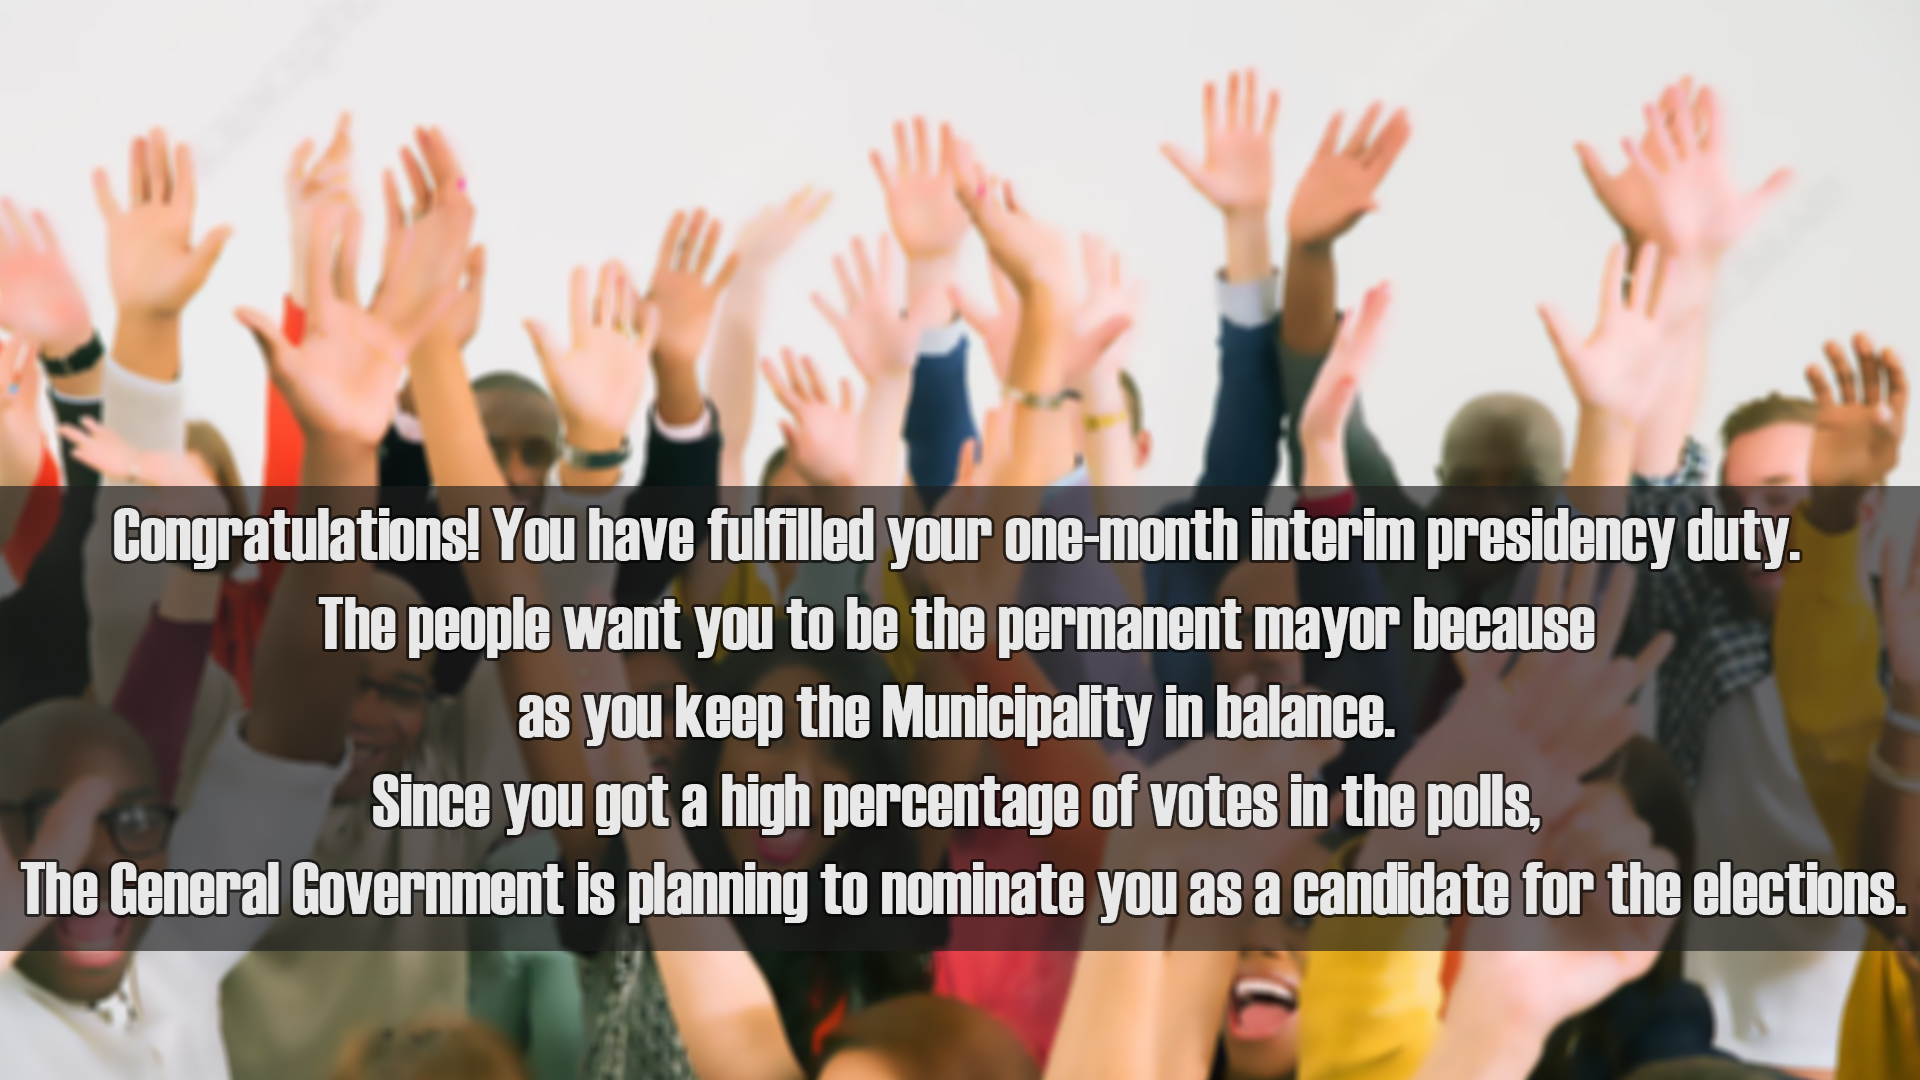 Congratulations! You have fulfilled your one-month interim presidency duty.
The people want you to be the permanent mayor because
as you keep the Municipality in balance.
Since you got a high percentage of votes in the polls,
The General Government is planning to nominate you as a candidate for the elections.